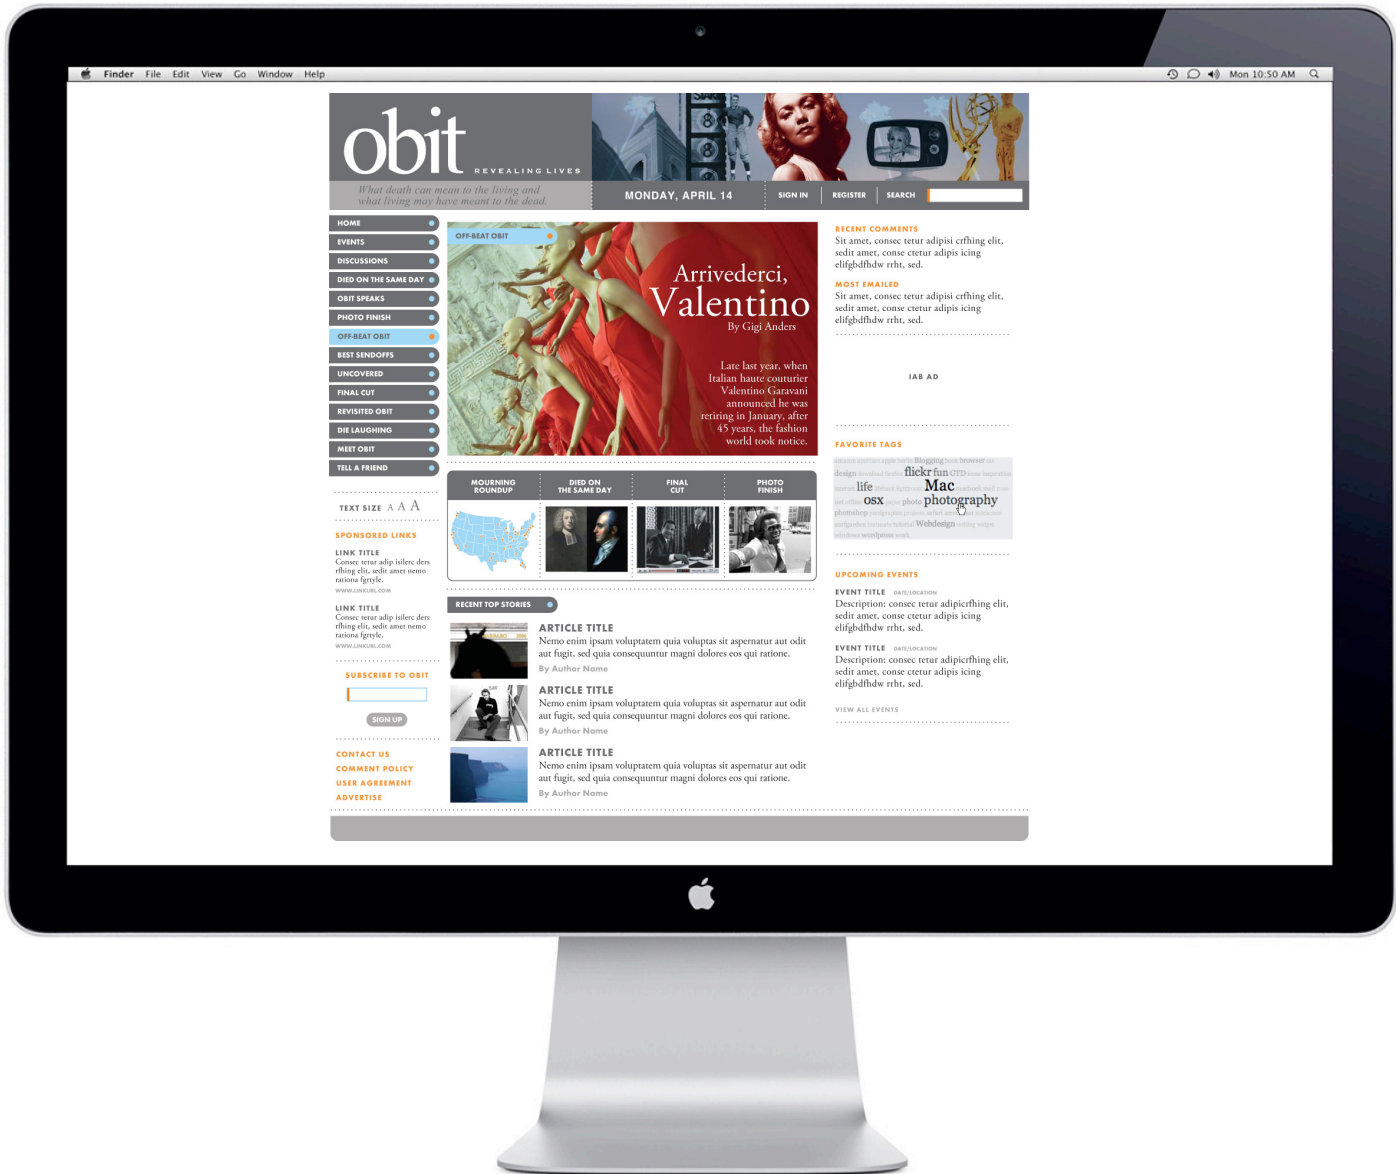 Finder File Edit View Go Window Help
Mon 10:50 AM
obit
REVEALING LIVES
What death can mean to the living and
what living may have meant to the dead.
MONDAY, APRIL 14
SIGN IN
REGISTER
SEARCH
HOME
EVENTS
DISCUSSIONS
DIED ON THE SAME DAY
OBIT SPEAKS
PHOTO FINISH
OFF-BEAT OBIT
BEST SENDOFFS
UNCOVERED
FINAL CUT
REVISITED OBIT
DIE LAUGHING
MEET OBIT
TELL A FRIEND
TEXT SIZE A A A
SPONSORED LINKS
LINK TITLE
Consec tetur adip isilerc ders
rfhing elit, sedit amet nemo
rationa fgrtyle.
WWW.LINKURL.COM
LINK TITLE
Consec tetur adip isilerc ders
rfhing elit, sedit amet nemo
rationa fgrtyle.
WWW.LINKURL.COM
SUBSCRIBE TO OBIT
SIGN UP
CONTACT US
COMMENT POLICY
USER AGREEMENT
ADVERTISE
OFF-BEAT OBIT
Arrivederci,
Valentino
By Gigi Anders
Late last year, when
Italian haute couturier
Valentino Garavani
announced he was
retiring in January, after
45 years, the fashion
world took notice.
MOURNING
ROUNDUP
DIED ON
THE SAME DAY
FINAL
CUT
PHOTO
FINISH
RECENT TOP STORIES
ARTICLE TITLE
Nemo enim ipsam voluptatem quia voluptas sit aspernatur aut odit
aut fugit, sed quia consequuntur magni dolores eos qui ratione.
By Author Name
ARTICLE TITLE
Nemo enim ipsam voluptatem quia voluptas sit aspernatur aut odit
aut fugit, sed quia consequuntur magni dolores eos qui ratione.
By Author Name
ARTICLE TITLE
Nemo enim ipsam voluptatem quia voluptas sit aspernatur aut odit
aut fugit, sed quia consequuntur magni dolores eos qui ratione.
By Author Name
RECENT COMMENTS
Sit amet, consec tetur adipisi crfhing elit,
sedit amet, conse ctetur adipis icing
elifgbdfhdw rrht, sed.
MOST EMAILED
Sit amet, consec tetur adipisi crfhing elit,
sedit amet, conse ctetur adipis icing
elifgbdfhdw rrht, sed.
IAB AD
FAVORITE TAGS
Blogging browser
design download firefox flickr fun GTD
internet life Mac
osx photo photography
photoshop projects
tutorial Webdesign writing widget
windows wordpress work
UPCOMING EVENTS
EVENT TITLE DATE/LOCATION
Description: consec tetur adipicrfhing elit,
sedit amet, conse ctetur adipis icing
elifgbdfhdw rrht, sed.
EVENT TITLE DATE/LOCATION
Description: consec tetur adipicrfhing elit,
sedit amet, conse ctetur adipis icing
elifgbdfhdw rrht, sed.
VIEW ALL EVENTS